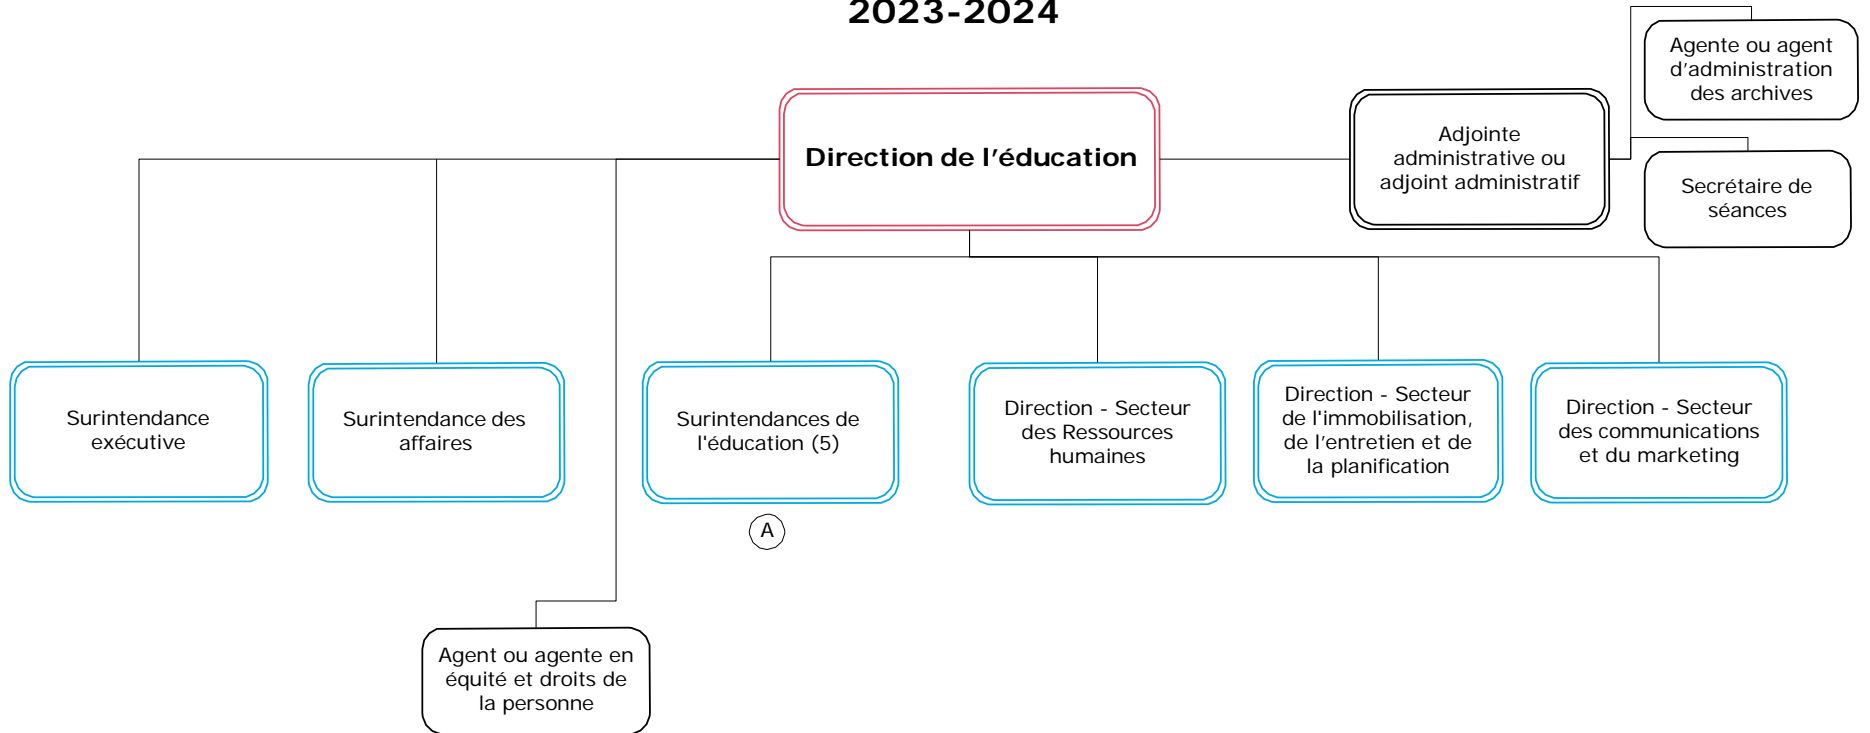 2023-2024
Agente ou agent
d'administration
des archives
Direction de l'éducation
Adjointe
administrative ou
adjoint administratif
Secrétaire de
séances
Surintendance
exécutive
Surintendance des
affaires
Surintendances de
l'éducation (5)
Direction - Secteur
des Ressources
humaines
Direction - Secteur
de l'immobilisation,
de l'entretien et de
la planification
Direction - Secteur
des communications
et du marketing
A
Agent ou agente en
équité et droits de
la personne